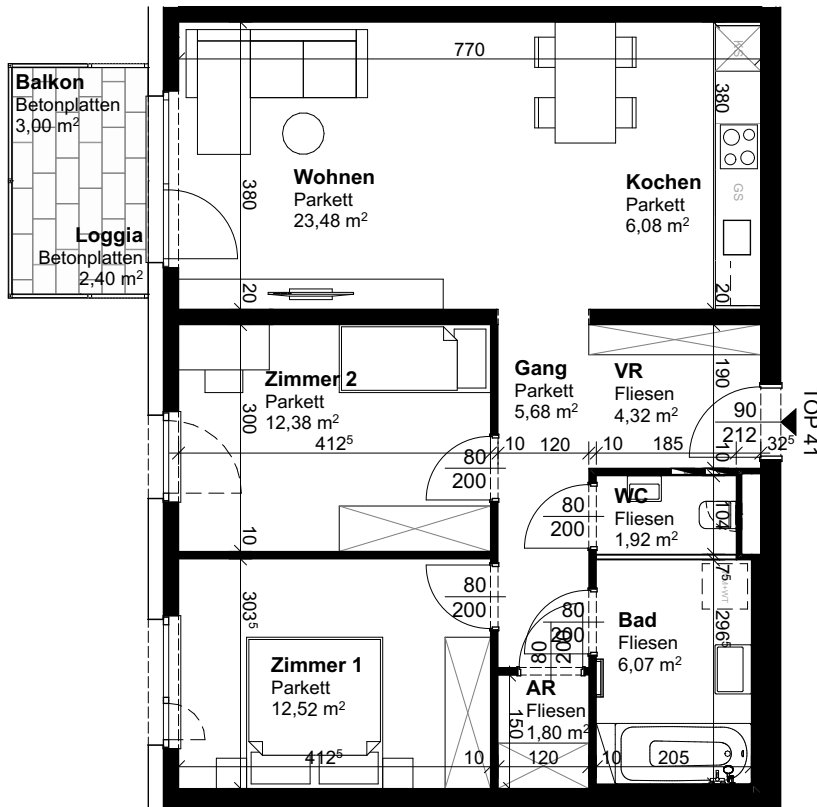 770
Balkon
Betonplatten
3,00 m²
380
380
Wohnen
Parkett
23,48 m²
Kochen
Parkett
6,08 m²
GS
Loggia
Betonplatten
2,40 m²
20
20
Zimmer 2
Parkett
12,38 m²
Gang
Parkett
5,68 m²
VR
Fliesen
4,32 m²
190
300
90
212
TOP 41
412⁵
10
120
10
185
10
32⁵
80
200
WC
Fliesen
1,92 m²
104
80
200
10
7⁵
303⁵
80
200
80
200
80
200
Bad
Fliesen
6,07 m²
296⁵
Zimmer 1
Parkett
12,52 m²
AR
Fliesen
1,80 m²
150
412⁵
10
120
10
205